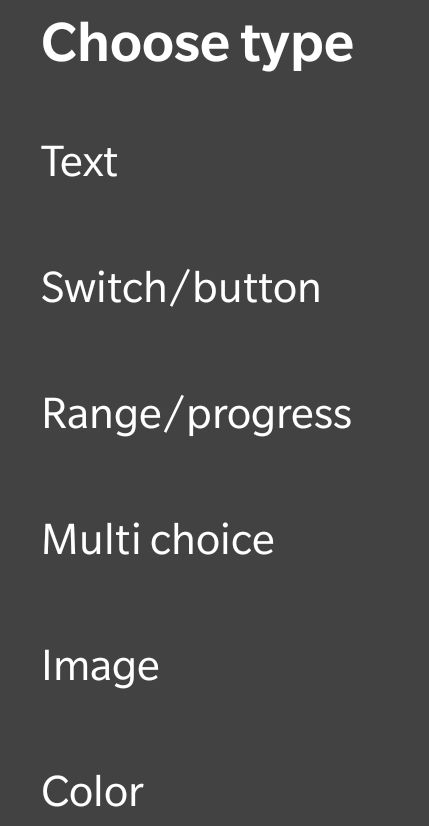 Choose type
Text
Switch/button
Range/progress
Multi choice
Image
Color